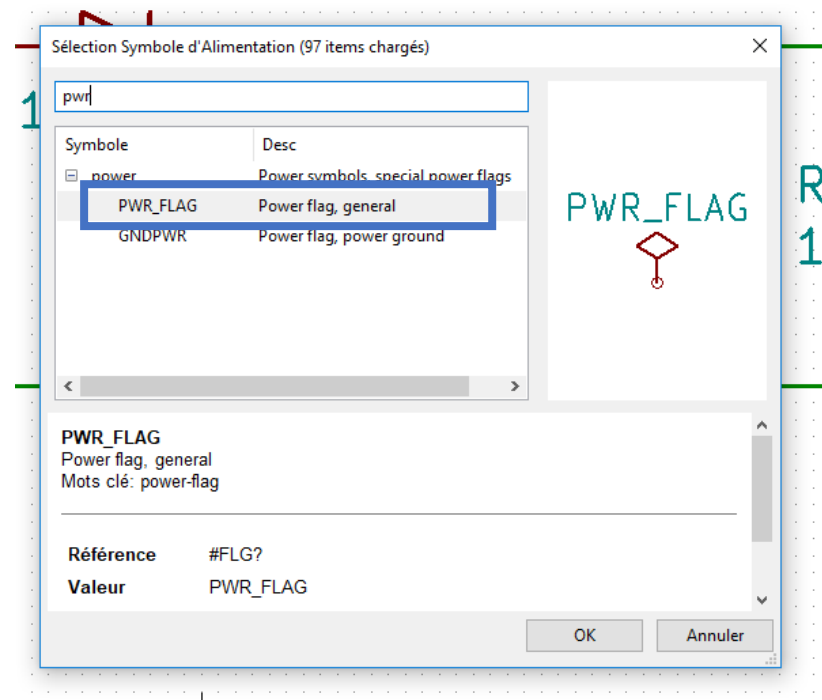 Sélection Symbole d'Alimentation (97 items chargés)
pwr
Symbole Desc
power Power symbols, special power flags
PWR_FLAG Power flag, general
GNDPWR Power flag, power ground
PWR_FLAG
1
R
1
PWR_FLAG
Power flag, general
Mots clé: power-flag
Référence #FLG?
Valeur PWR_FLAG
OK Annuler